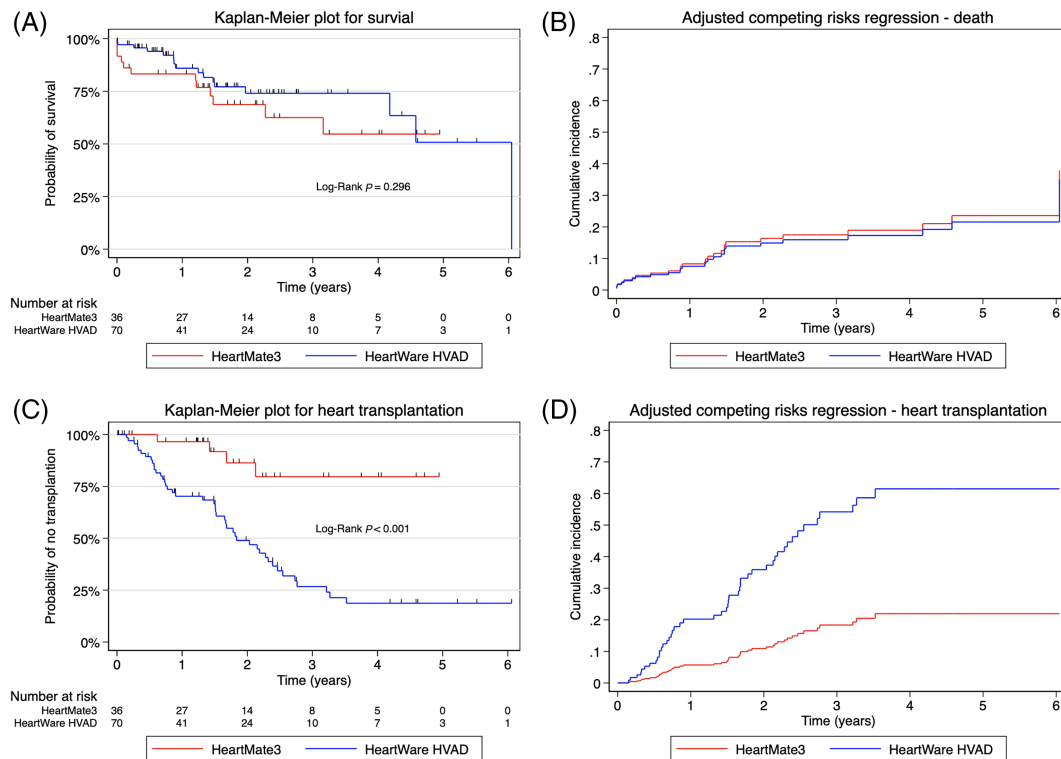 (A)
Kaplan-Meier plot for survial
100%
75%
50%
25%
0%
Probability of survival
Log-Rank P = 0.296
0 1 2 3 4 5 6
Time (years)
Number at risk
HeartMate3 36 27 14 8 5 0 0
HeartWare HVAD 70 41 24 10 7 3 1
HeartMate3 HeartWare HVAD
(B)
Adjusted competing risks regression - death
.8
.7
.6
.5
.4
.3
.2
.1
0
Cumulative incidence
0 1 2 3 4 5 6
Time (years)
HeartMate3 HeartWare HVAD
(C)
Kaplan-Meier plot for heart transplantation
100%
75%
50%
25%
0%
Probability of no transplantation
Log-Rank P < 0.001
0 1 2 3 4 5 6
Time (years)
Number at risk
HeartMate3 36 27 14 8 5 0 0
HeartWare HVAD 70 41 24 10 7 3 1
HeartMate3 HeartWare HVAD
(D)
Adjusted competing risks regression - heart transplantation
.8
.7
.6
.5
.4
.3
.2
.1
0
Cumulative incidence
0 1 2 3 4 5 6
Time (years)
HeartMate3 HeartWare HVAD